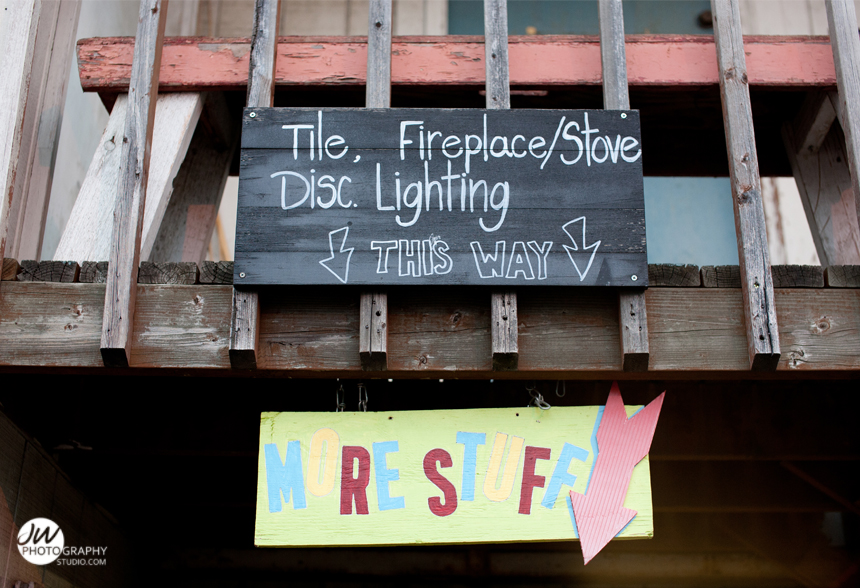 Tile, Fireplace/Stove
Disc. Lighting
THIS WAY
MORE STUFF
JW
PHOTOGRAPHY
STUDIO.COM